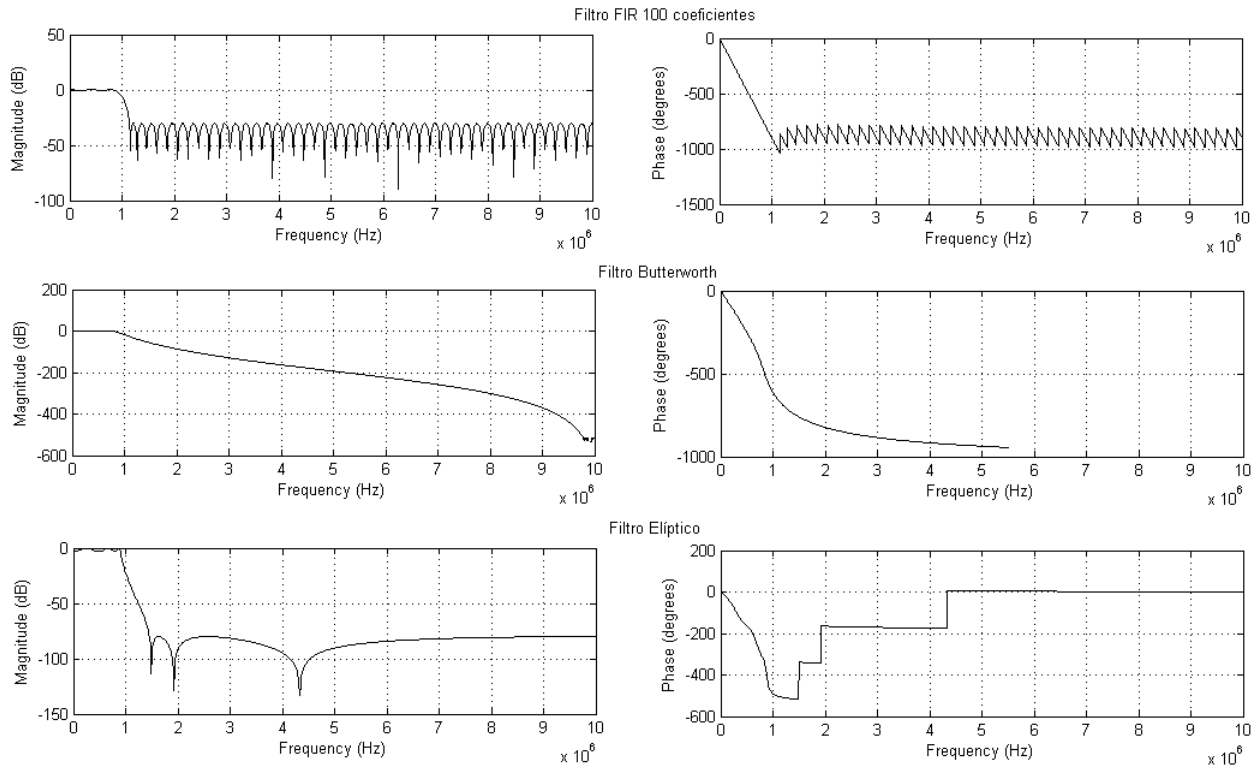 Filtro FIR 100 coeficientes
50
0
-50
-100
Magnitude (dB)
0 1 2 3 4 5 6 7 8 9 10
Frequency (Hz)
x 10^6
0
-500
-1000
-1500
Phase (degrees)
0 1 2 3 4 5 6 7 8 9 10
Frequency (Hz)
x 10^6
Filtro Butterworth
200
0
-200
-400
-600
Magnitude (dB)
0 1 2 3 4 5 6 7 8 9 10
Frequency (Hz)
x 10^6
0
-500
-1000
Phase (degrees)
0 1 2 3 4 5 6 7 8 9 10
Frequency (Hz)
x 10^6
Filtro Elíptico
0
-50
-100
-150
Magnitude (dB)
0 1 2 3 4 5 6 7 8 9 10
Frequency (Hz)
x 10^6
200
0
-200
-400
-600
Phase (degrees)
0 1 2 3 4 5 6 7 8 9 10
Frequency (Hz)
x 10^6